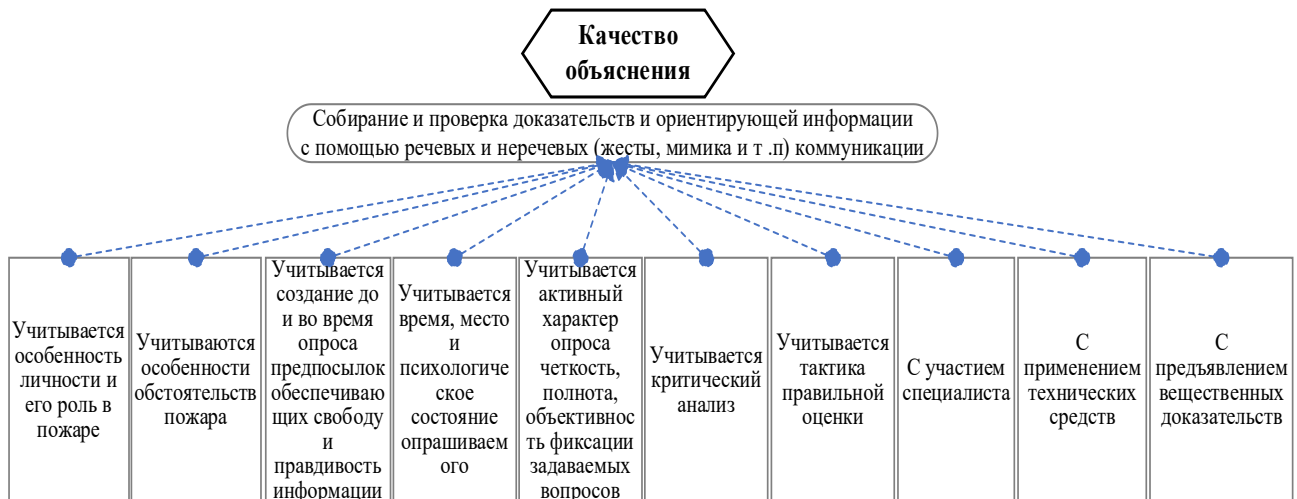 Качество
объяснения
Собирание и проверка доказательств и ориентирующей информации
с помощью речевых и неречевых (жесты, мимика и т .п) коммуникации
Учитывается
особенность
личности и
его роль в
пожаре
Учитываются
особенности
обстоятельств
пожара
Учитывается
создание до
и во время
опроса
предпосылок
обеспечиваю
щих свободу
и
правдивость
информации
Учитывается
время, место
и
психологиче
ское
состояние
опрашиваем
ого
Учитывается
активный
характер
опроса
четкость,
полнота,
объективнос
ть фиксации
задаваемых
вопросов
Учитывается
критический
анализ
Учитывается
тактика
правильной
оценки
С участием
специалиста
С
применением
технических
средств
С
предъявлением
вещественных
доказательств